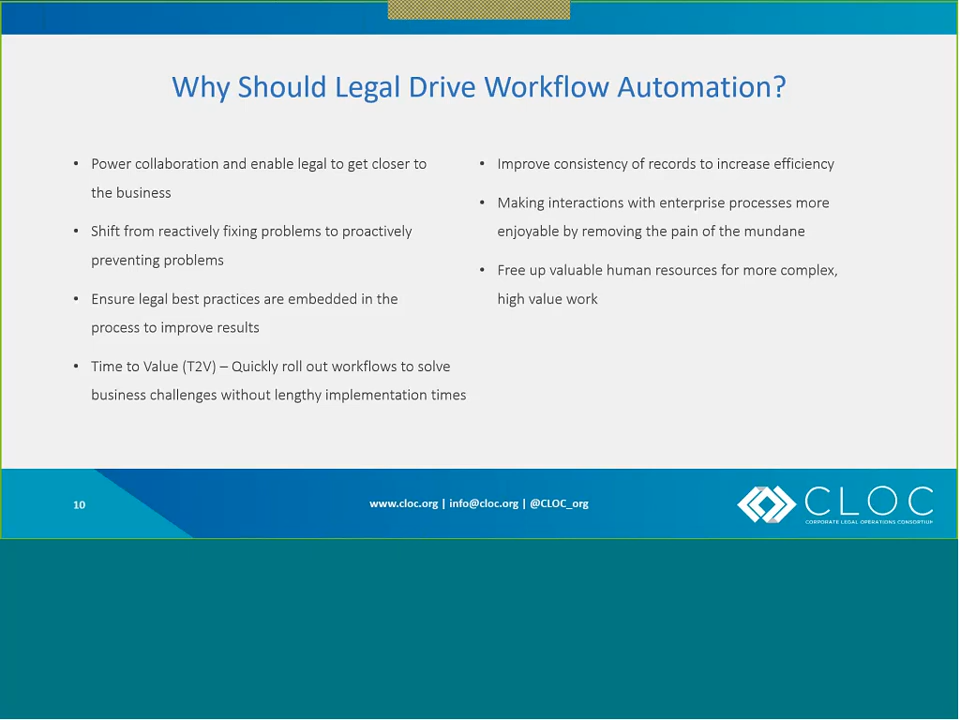 Why Should Legal Drive Workflow Automation?
• Power collaboration and enable legal to get closer to
the business
• Shift from reactively fixing problems to proactively
preventing problems
• Ensure legal best practices are embedded in the
process to improve results
• Time to Value (T2V) – Quickly roll out workflows to solve
business challenges without lengthy implementation times
• Improve consistency of records to increase efficiency
• Making interactions with enterprise processes more
enjoyable by removing the pain of the mundane
• Free up valuable human resources for more complex,
high value work
10
www.cloc.org | info@cloc.org | @CLOC_org
CLOC
CORPORATE LEGAL OPERATIONS CONSORTIUM